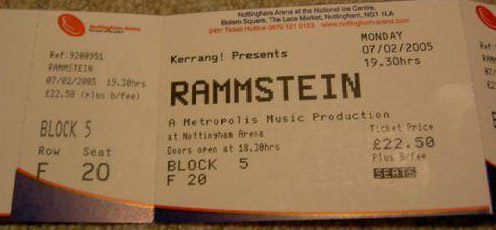 Nottingham Arena
Ref:9200951
RAMMSTEIN
07/02/2005 19.30hrs
£22.50 (Plus b/fee)
BLOCK 5
Row Seat
F 20
Nottingham Arena at the National Ice Centre,
Bolero Square, The Lace Market, Nottingham, NG1 1LA
24hr Ticket Hotline 0870 121 0123 www.nottingham-arena.com
MONDAY
Kerrang! Presents
07/02/2005
19.30hrs
RAMMSTEIN
A Metropolis Music Production
at Nottingham Arena
Ticket Price
Doors open at 18.30hrs
£22.50
BLOCK 5
Plus B/fee
F 20
SEATS